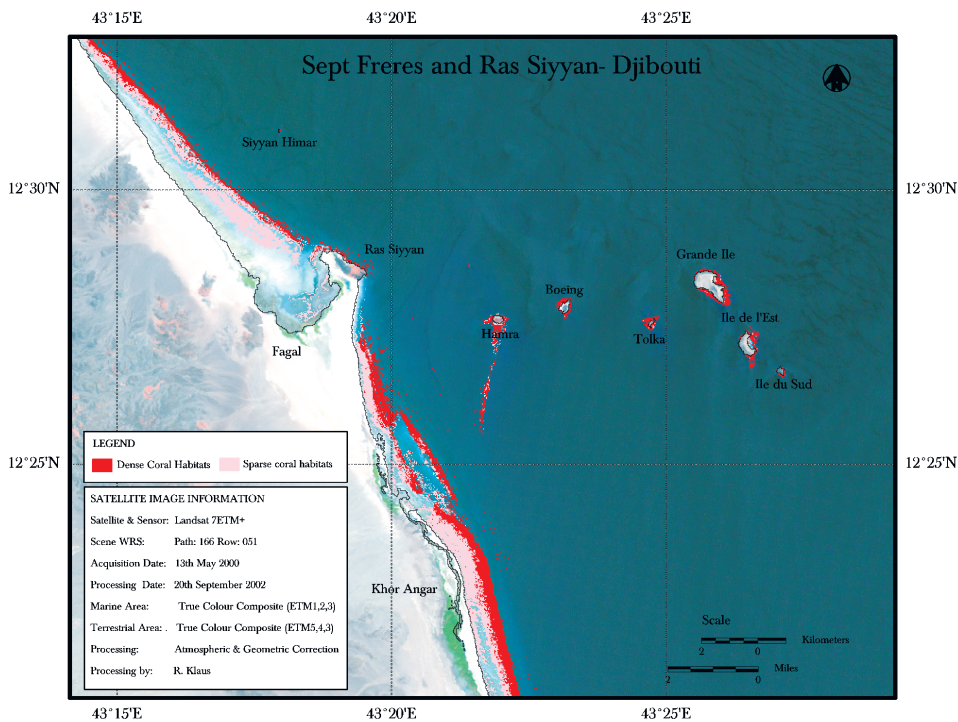 43°15'E 43°20'E 43°25'E
Sept Freres and Ras Siyyan- Djibouti
Siyyan Himar
12°30'N 12°30'N
Ras Siyyan
Grande Ile
Boeing
Ile de l'Est
Hamra
Tolka
Fagal
Ile du Sud
LEGEND
Dense Coral Habitats Sparse coral habitats
12°25'N 12°25'N
SATELLITE IMAGE INFORMATION
Satellite & Sensor: Landsat 7ETM+
Scene WRS: Path: 166 Row: 051
Acquisition Date: 13th May 2000
Processing Date: 20th September 2002
Marine Area: True Colour Composite (ETM1,2,3)
Terrestrial Area: . True Colour Composite (ETM5,4,3)
Processing: Atmospheric & Geometric Correction
Processing by: R. Klaus
Khor Angar
Scale
Kilometers
2 0
Miles
2 0
43°15'E 43°20'E 43°25'E